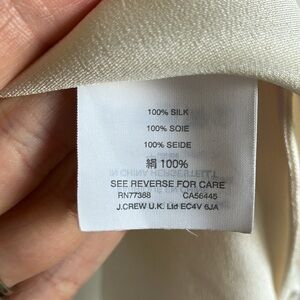 100% SILK
100% SOIE
100% SEIDE
絹 100%
SEE REVERSE FOR CARE
RN77388 CA56445
J.CREW U.K. Ltd EC4V 6JA